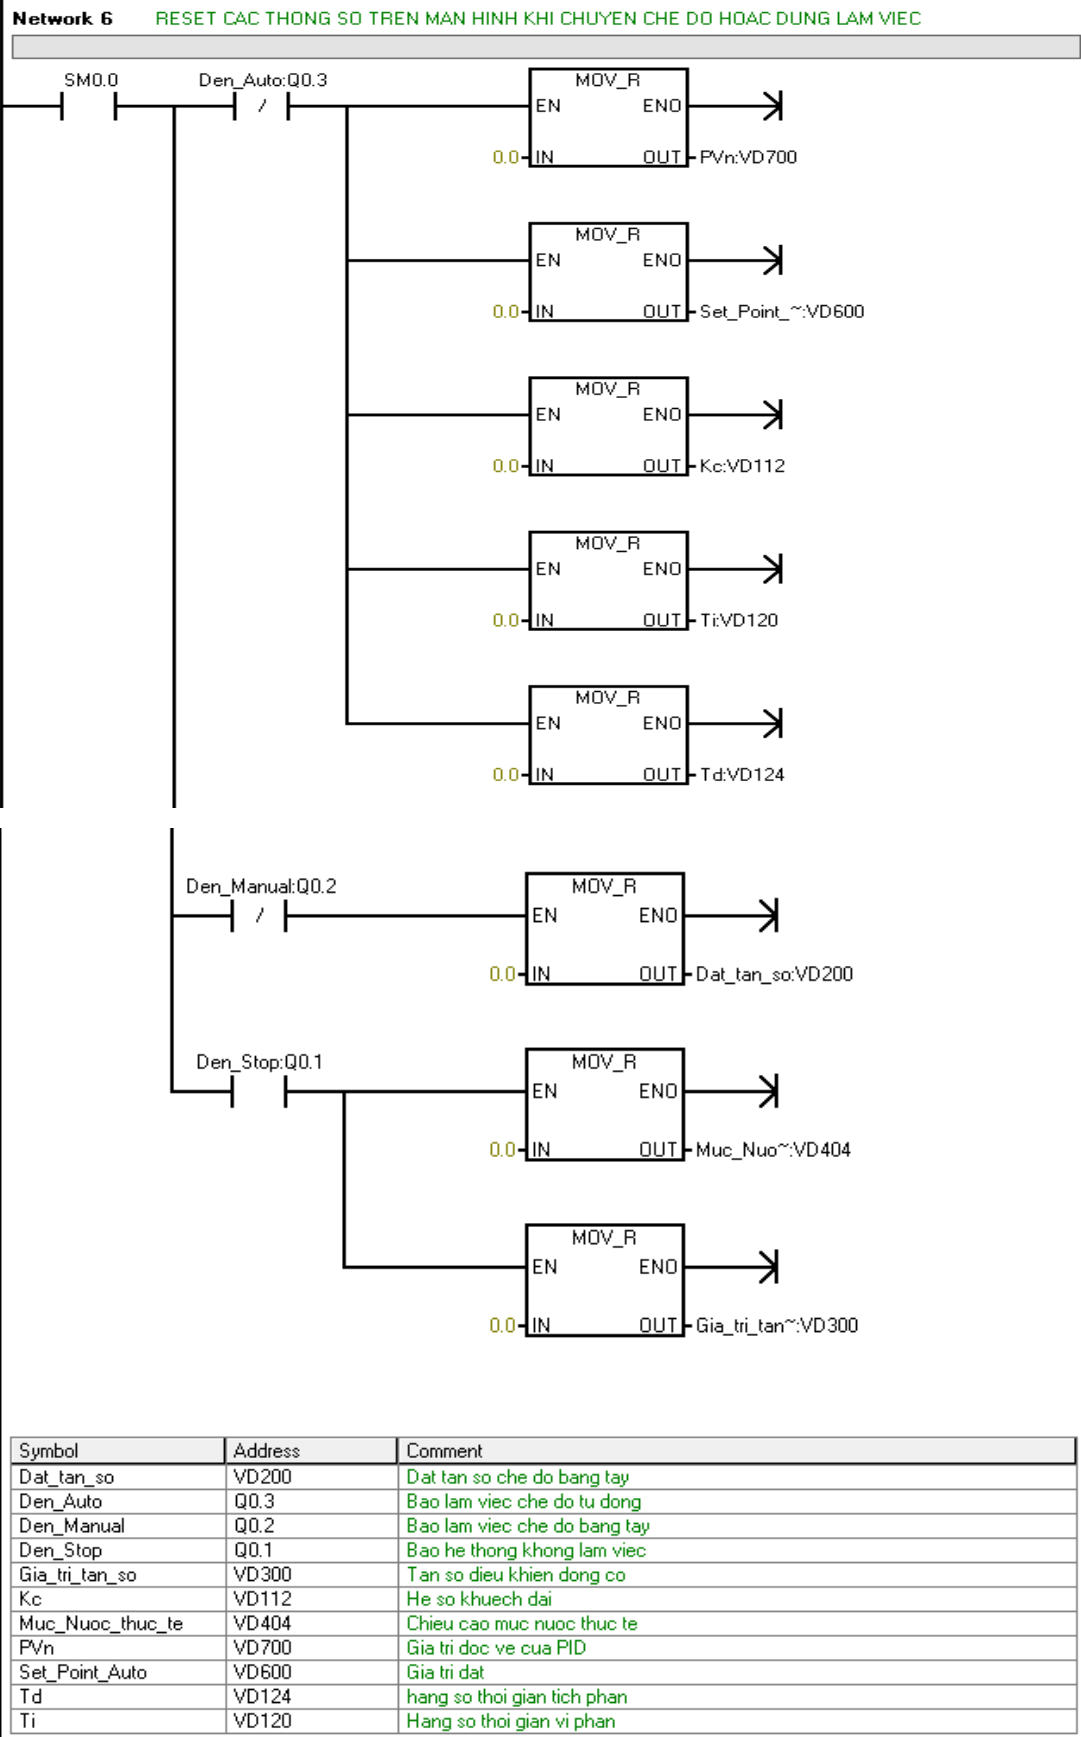 Network 6 RESET CAC THONG SO TREN MAN HINH KHI CHUYEN CHE DO HOAC DUNG LAM VIEC
SM0.0 Den_Auto:Q0.3 MOV_R
/ EN ENO
0.0 IN OUT PVn:VD700
MOV_R
EN ENO
0.0 IN OUT Set_Point_~:VD600
MOV_R
EN ENO
0.0 IN OUT Kc:VD112
MOV_R
EN ENO
0.0 IN OUT Ti:VD120
MOV_R
EN ENO
0.0 IN OUT Td:VD124
Den_Manual:Q0.2 MOV_R
/ EN ENO
0.0 IN OUT Dat_tan_so:VD200
Den_Stop:Q0.1 MOV_R
EN ENO
0.0 IN OUT Muc_Nuo~:VD404
MOV_R
EN ENO
0.0 IN OUT Gia_tri_tan~:VD300
Symbol Address Comment
Dat_tan_so VD200 Dat tan so che do bang tay
Den_Auto Q0.3 Bao lam viec che do tu dong
Den_Manual Q0.2 Bao lam viec che do bang tay
Den_Stop Q0.1 Bao he thong khong lam viec
Gia_tri_tan_so VD300 Tan so dieu khien dong co
Kc VD112 He so khuech dai
Muc_Nuoc_thuc_te VD404 Chieu cao muc nuoc thuc te
PVn VD700 Gia tri doc ve cua PID
Set_Point_Auto VD600 Gia tri dat
Td VD124 hang so thoi gian tich phan
Ti VD120 Hang so thoi gian vi phan